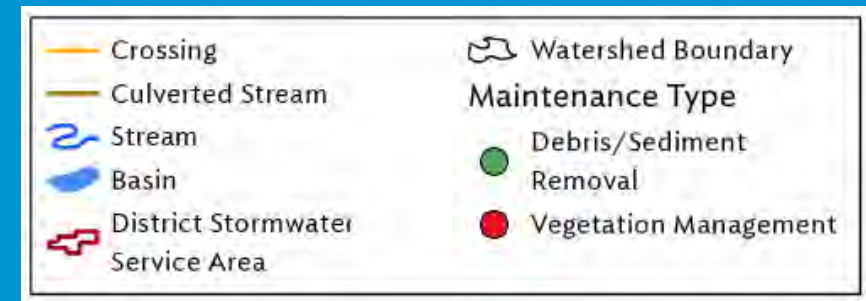 Crossing
Culverted Stream
Stream
Basin
District Stormwater
Service Area
Watershed Boundary
Maintenance Type
Debris/Sediment
Removal
Vegetation Management